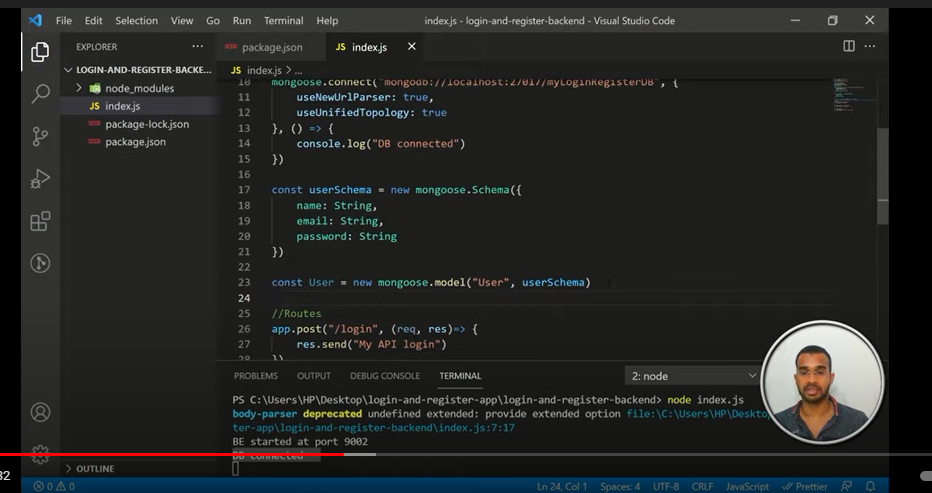 File Edit Selection View Go Run Terminal Help
index.js - login-and-register-backend - Visual Studio Code
EXPLORER
package.json
JS index.js
LOGIN-AND-REGISTER-BACKE...
node_modules
JS index.js
package-lock.json
package.json
JS index.js > ...
10 mongoose.connect("mongodb://localhost:27017/myLoginRegisterDB", {
11 useNewUrlParser: true,
12 useUnifiedTopology: true
13 }, () => {
14 console.log("DB connected")
15 })
16
17 const userSchema = new mongoose.Schema({
18 name: String,
19 email: String,
20 password: String
21 })
22
23 const User = new mongoose.model("User", userSchema)
24
25 //Routes
26 app.post("/login", (req, res)=> {
27 res.send("My API login")
28 })
PROBLEMS OUTPUT DEBUG CONSOLE TERMINAL
2: node
PS C:\Users\HP\Desktop\login-and-register-app\login-and-register-backend> node index.js
body-parser deprecated undefined extended: provide extended option file:\C:\Users\HP\Deskto
ter-app\login-and-register-backend\index.js:7:17
BE started at port 9002
DB connected
OUTLINE
32
0 0
Ln 24, Col 1 Spaces: 4 UTF-8 CRLF JavaScript Prettier